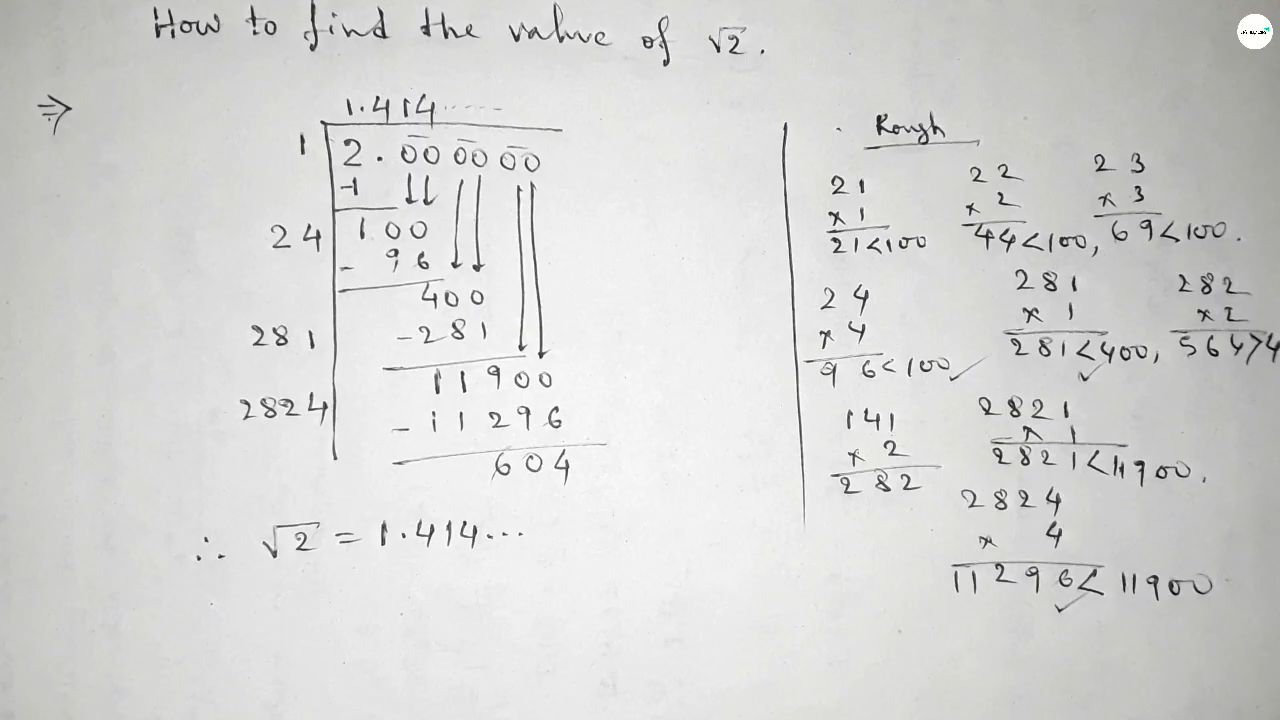 How to find the value of √2.
⇒
1.414......
1 2.00 00 00
-1
24 100
- 96
400
281 -281
11900
2824 -11296
604
∴ √2 = 1.414...
Rough
21 22 23
x 1 x 2 x 3
21<100 44<100, 69<100.
24 281 282
x 4 x 1 x 2
96<100✓ 281<400, ✓ 564>4
141 2821
x 2 x 1
282 2821<11900.
2824
x 4
11296<11900
✓